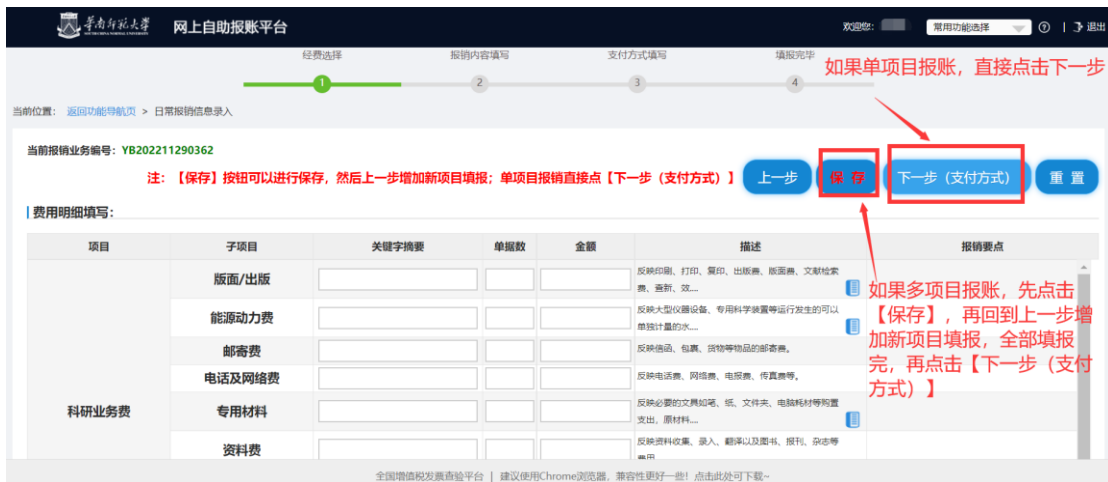 华南师范大学 网上自助报账平台 欢迎您: 常用功能选择 退出
经费选择 报销内容填写 支付方式填写 填报完毕
1 2 3 4
如果单项目报账，直接点击下一步
当前位置: 返回功能导航页 > 日常报销信息录入
当前报销业务编号: YB202211290362
注: 【保存】按钮可以进行保存，然后上一步增加新项目填报；单项目报销直接点【下一步（支付方式）】
上一步 保存 下一步（支付方式） 重置
费用明细填写:
项目 子项目 关键字摘要 单据数 金额 描述 报销要点
科研业务费
版面/出版 反映印刷、打印、复印、出版费、版面费、文献检索
费、查新、效....
能源动力费 反映大型仪器设备、专用科学装置等运行发生的可以
单独计量的水....
邮寄费 反映信函、包裹、货物等物品的邮寄费。
电话及网络费 反映电话费、网络费、电报费、传真费等。
专用材料 反映必要的文具如笔、纸、文件夹、电脑耗材等购置
支出、原材料....
资料费 反映资料收集、录入、翻译以及图书、报刊、杂志等
费用
如果多项目报账，先点击
【保存】，再回到上一步增
加新项目填报，全部填报
完，再点击【下一步（支付
方式）】
全国增值税发票查验平台 | 建议使用Chrome浏览器，兼容性更好一些！点击此处可下载~